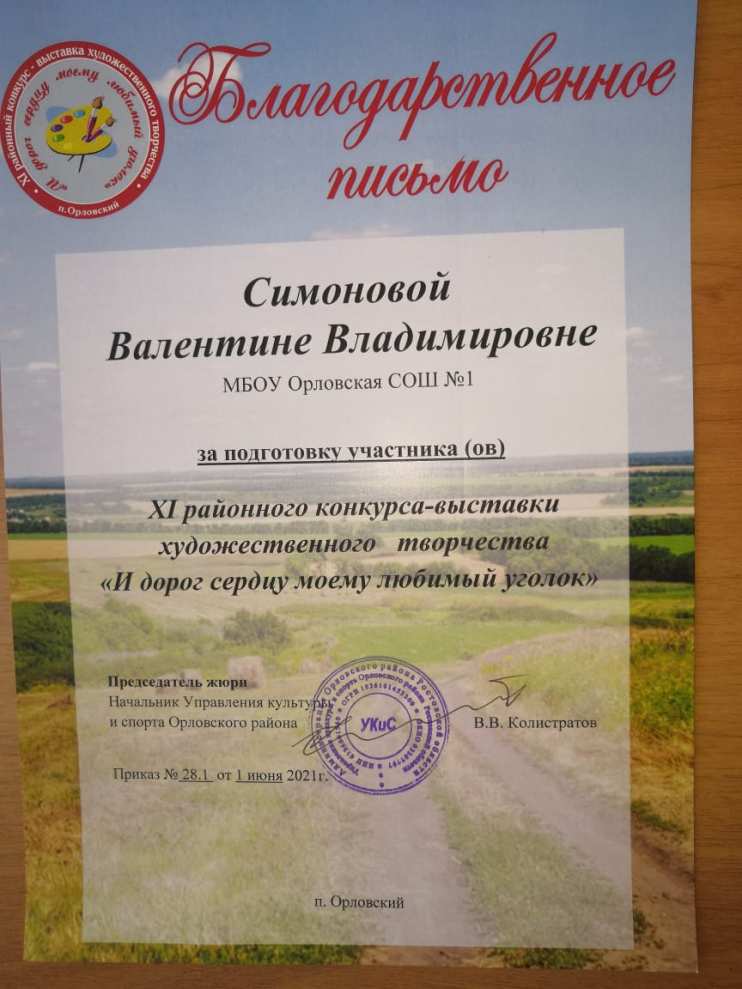 XI районный конкурс - выставка художественного творчества
«И дорог сердцу моему любимый уголок»
п.Орловский
Благодарственное
письмо
Симоновой
Валентине Владимировне
МБОУ Орловская СОШ №1
за подготовку участника (ов)
XI районного конкурса-выставки
художественного творчества
«И дорог сердцу моему любимый уголок»
Председатель жюри
Начальник Управления культуры
и спорта Орловского района
В.В. Колистратов
УКиС
Приказ № 28.1 от 1 июня 2021г.
п. Орловский